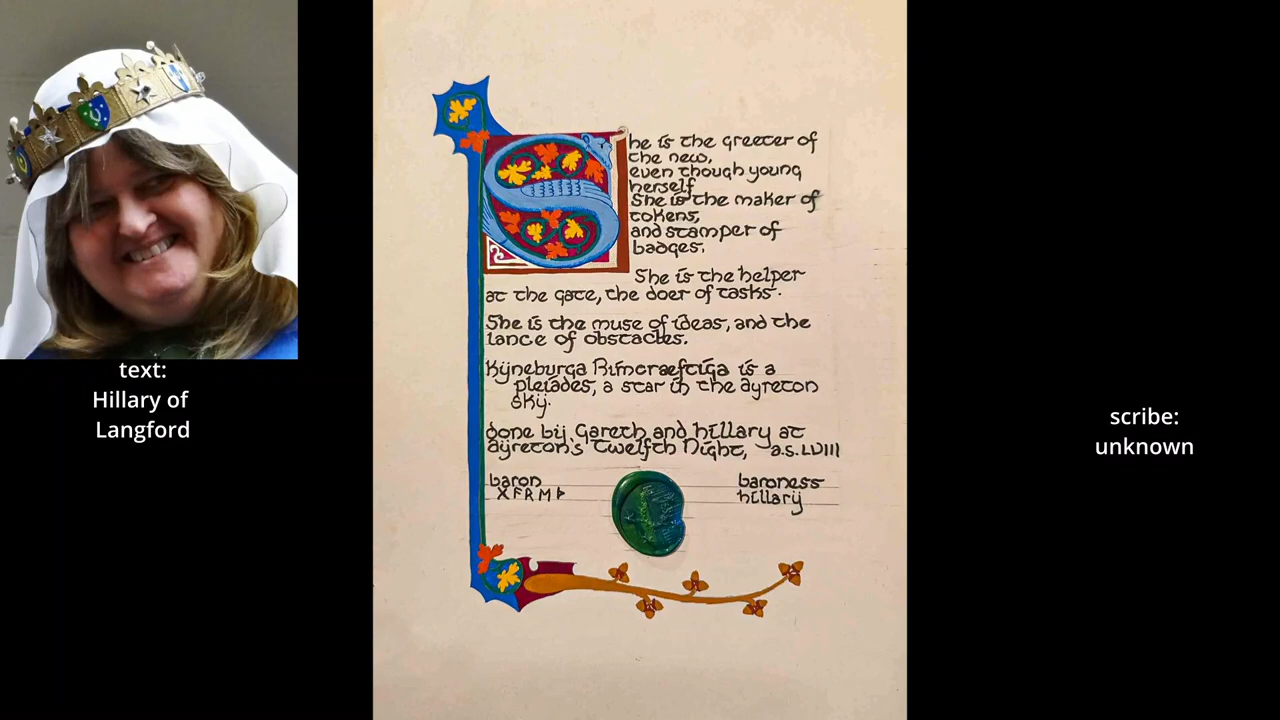 She is the greeter of
the new,
even though young
herself
She is the maker of
tokens,
and stamper of
badges.
She is the helper
at the gate, the doer of tasks.
She is the muse of ideas, and the
lance of obstacles.
Kyneburga Rimcraeftiga is a
pleiades, a star in the ayreton
sky.
done by Gareth and hillary at
ayreton's Twelfth Night, a.s. LVIII
baron
baroness
ᚷᚠᚱᛗᚦ
hillary
text:
Hillary of
Langford
scribe:
unknown